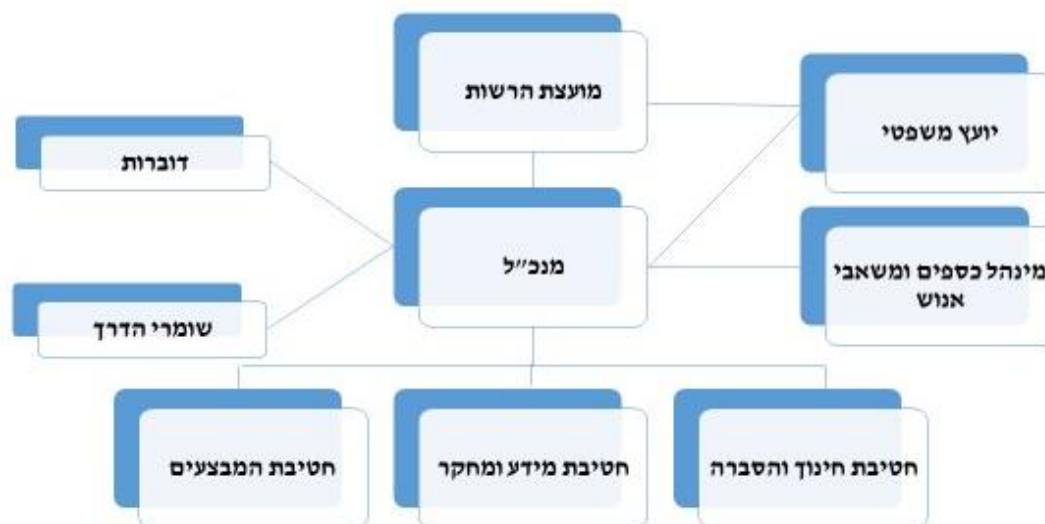 מועצת הרשות
יועץ משפטי
דוברות
מנכ״ל
מינהל כספים ומשאבי
אנוש
שומרי הדרך
חטיבת חינוך והסברה
חטיבת מידע ומחקר
חטיבת המבצעים